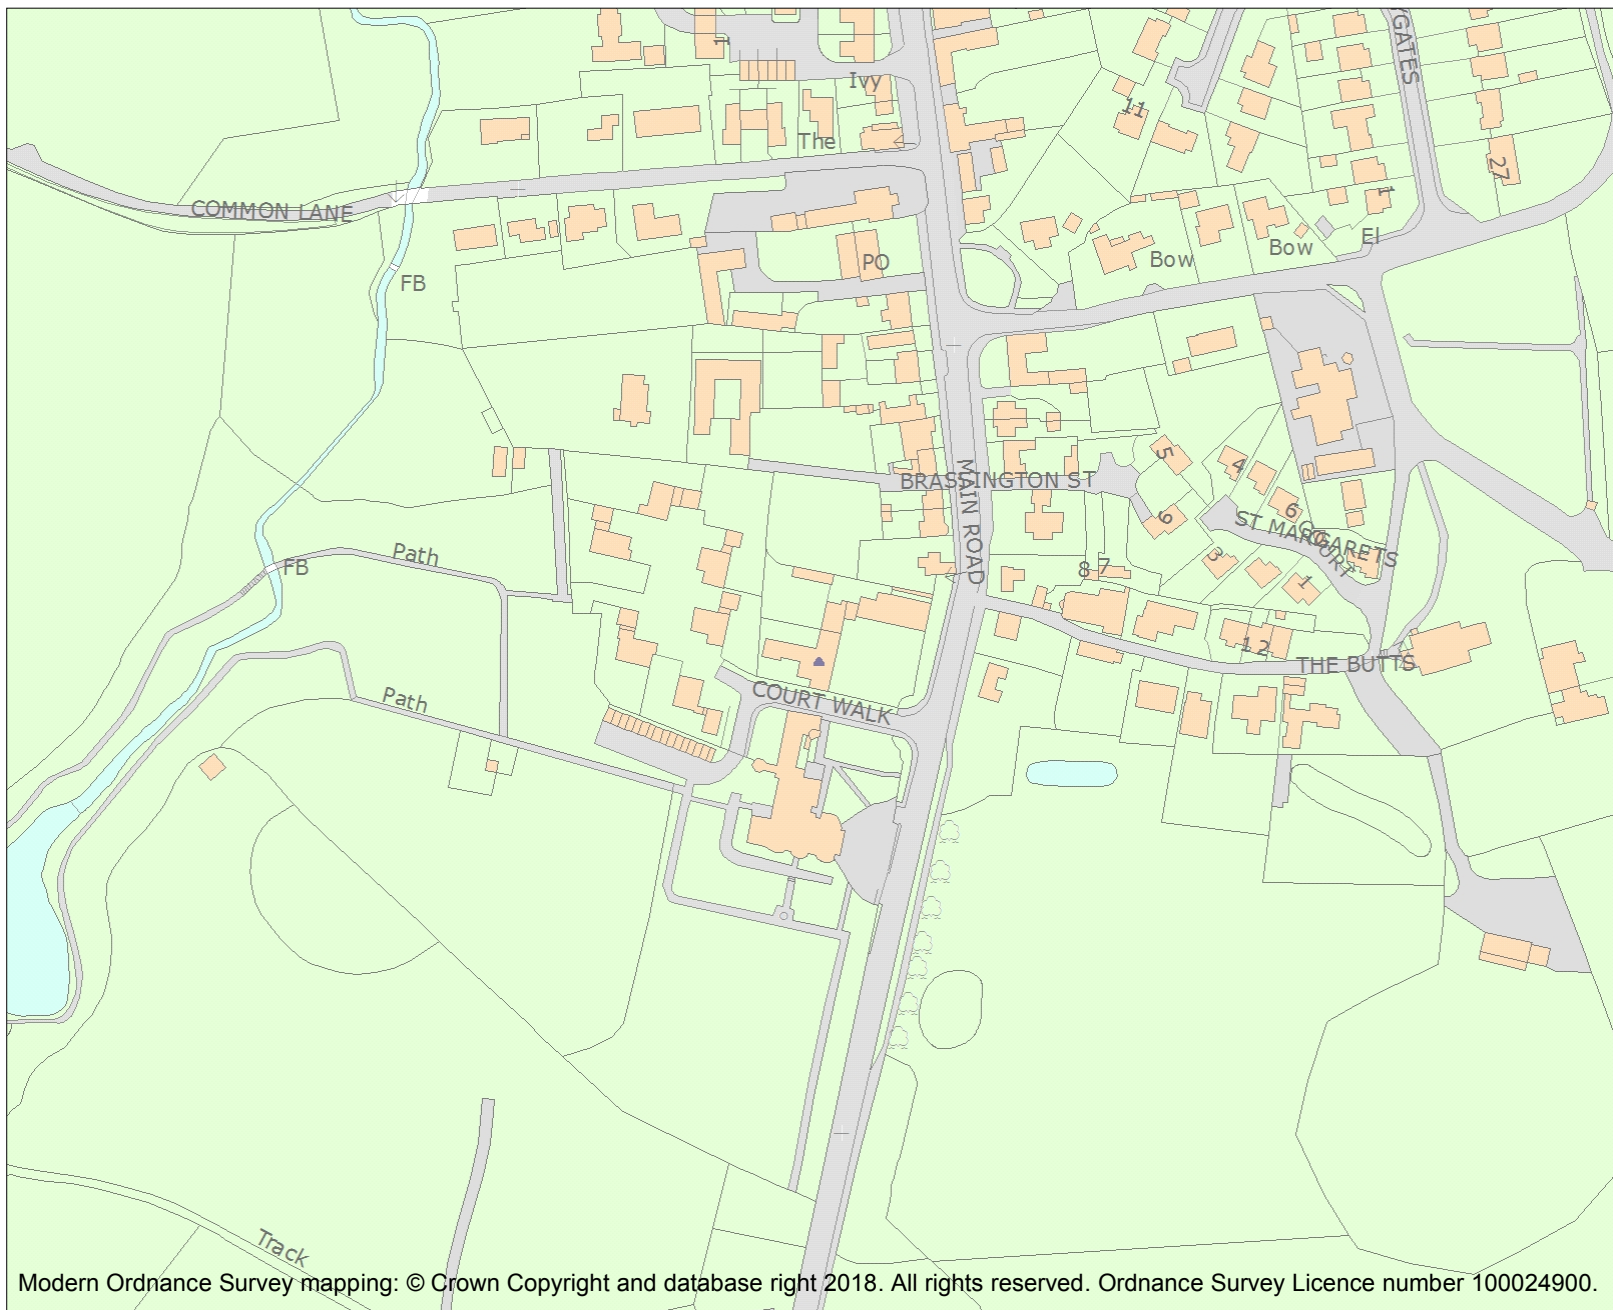 GATES
1
Ivy
11
The
27
1
COMMON LANE
El
Bow
Bow
PO
FB
5
4
BRASSINGTON ST
MAIN ROAD
6
9
ST MARGARETS
COURT
Path
3
FB
8 7
1
1 2
THE BUTTS
COURT WALK
Path
Track
Modern Ordnance Survey mapping: © Crown Copyright and database right 2018. All rights reserved. Ordnance Survey Licence number 100024900.